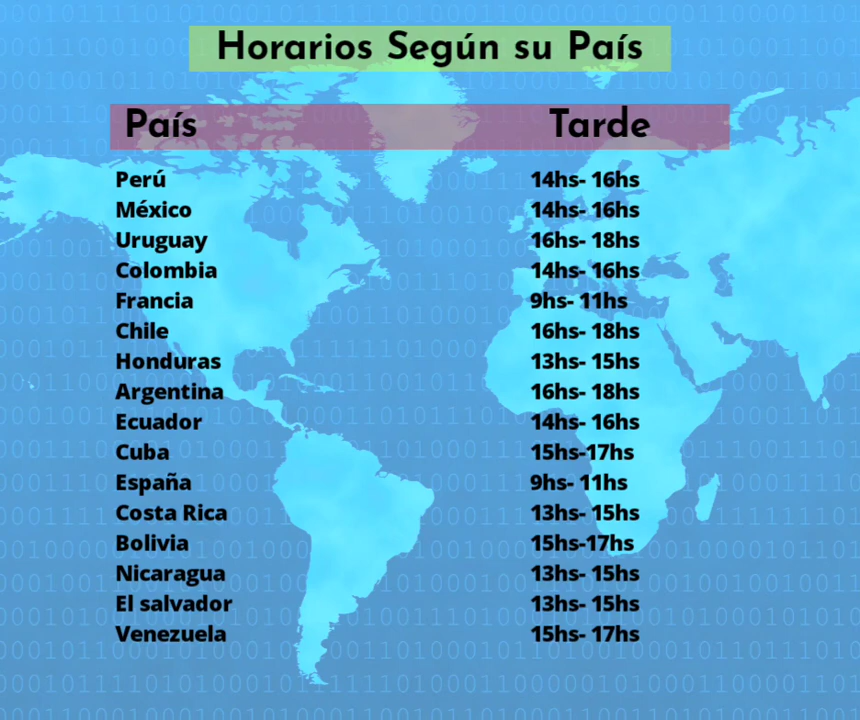 Horarios Según su País
País Tarde
Perú 14hs- 16hs
México 14hs- 16hs
Uruguay 16hs- 18hs
Colombia 14hs- 16hs
Francia 9hs- 11hs
Chile 16hs- 18hs
Honduras 13hs- 15hs
Argentina 16hs- 18hs
Ecuador 14hs- 16hs
Cuba 15hs-17hs
España 9hs- 11hs
Costa Rica 13hs- 15hs
Bolivia 15hs-17hs
Nicaragua 13hs- 15hs
El salvador 13hs- 15hs
Venezuela 15hs- 17hs